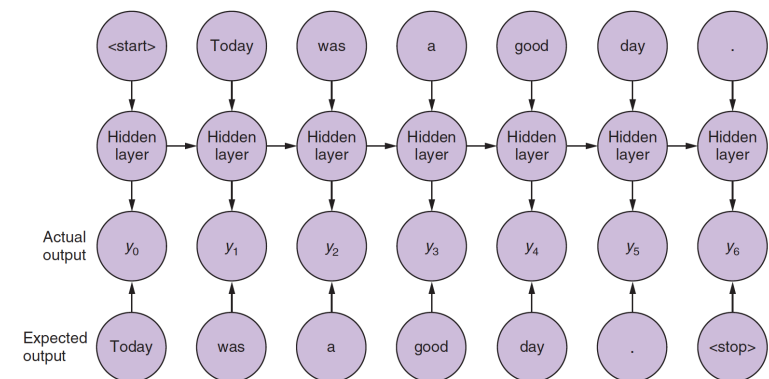 <start> Today was a good day .
Hidden Hidden Hidden Hidden Hidden Hidden Hidden
layer layer layer layer layer layer layer
Actual
output
y0 y1 y2 y3 y4 y5 y6
Expected
output
Today was a good day . <stop>